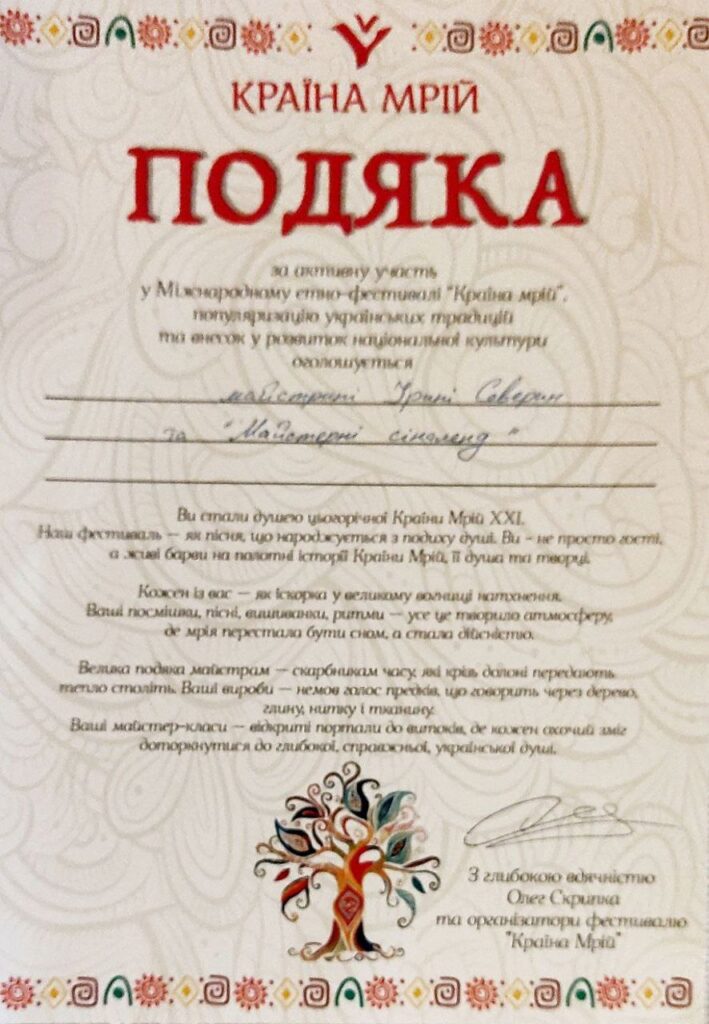 КРАЇНА МРІЙ
ПОДЯКА
за активну участь
у Міжнародному етно-фестивалі "Країна мрій",
популяризацію українських традицій
та внесок у розвиток національної культури
оголошується
майстрині Ірині Северин
та "Майстерні сіняленд"
Ви стали душею цьогорічної Країни Мрій XXI.
Наш фестиваль — як пісня, що народжується з подиху душі. Ви - не просто гості,
а живі барви на полотні історії Країни Мрій, її душа та творці.
Кожен із вас — як іскорка у великому вогнищі натхнення.
Ваші посмішки, пісні, вишиванки, ритми — усе це творило атмосферу,
де мрія перестала бути сном, а стала дійсністю.
Велика подяка майстрам — скарбникам часу, які крізь долоні передають
тепло століть. Ваші вироби — немов голос предків, що говорить через дерево,
глину, нитку і тканину.
Ваші майстер-класи — відкриті портали до витоків, де кожен охочий зміг
доторкнутися до глибокої, справжньої, української душі.
З глибокою вдячністю
Олег Скрипка
та організатори фестивалю
"Країна Мрій"